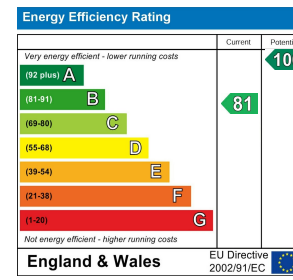 Energy Efficiency Rating
Current
Very energy efficient - lower running costs
(92 plus) A
(81-91) B
81
(69-80) C
(55-68) D
(39-54) E
(21-38) F
(1-20) G
Not energy efficient - higher running costs
England & Wales
EU Directive
2002/91/EC